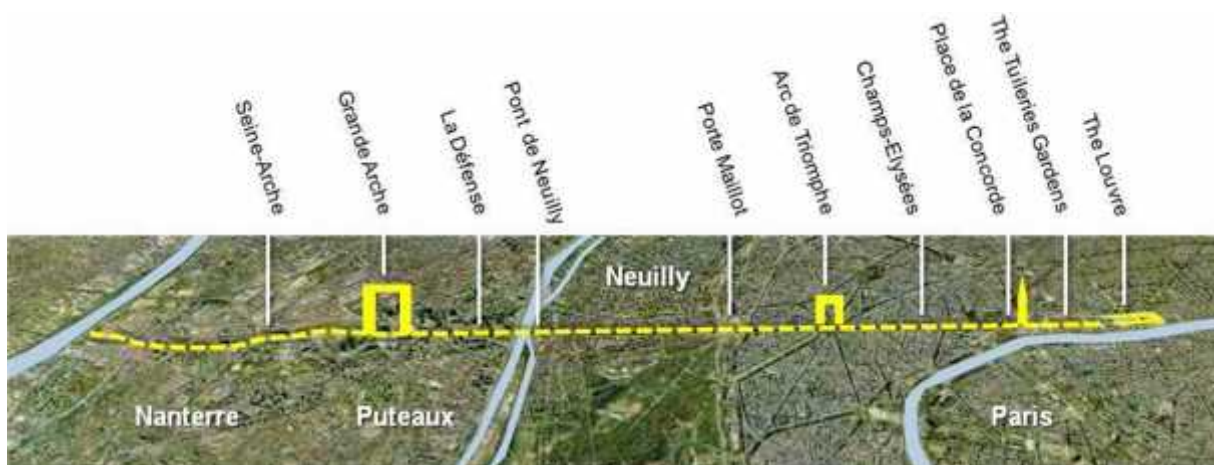 Seine-Arche
Grande Arche
La Défense
Pont de Neuilly
Porte Maillot
Arc de Triomphe
Champs-Elysées
Place de la Concorde
The Tuilleries Gardens
The Louvre
Neuilly
Nanterre
Puteaux
Paris